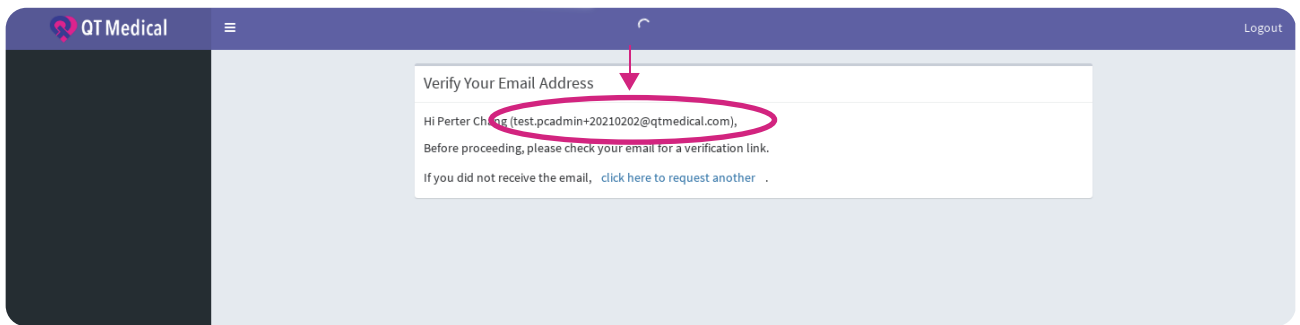 QT Medical
Logout
Verify Your Email Address
Hi Perter Chang (test.pcadmin+20210202@qtmedical.com),
Before proceeding, please check your email for a verification link.
If you did not receive the email, click here to request another .